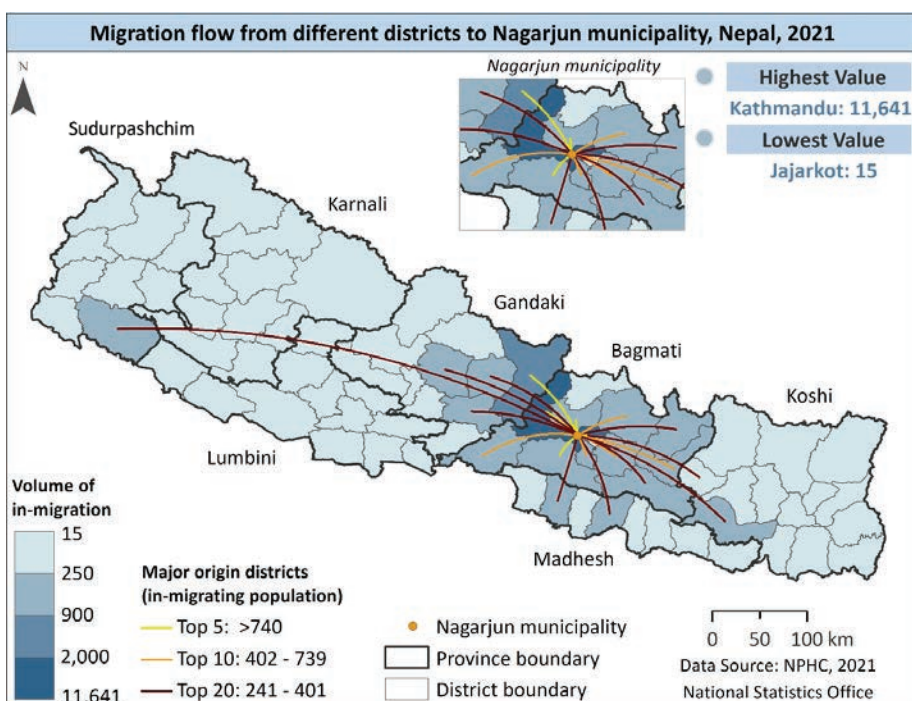 Migration flow from different districts to Nagarjun municipality, Nepal, 2021
N
Nagarjun municipality
Highest Value
Kathmandu: 11,641
Lowest Value
Jajarkot: 15
Sudurpashchim
Karnali
Gandaki
Bagmati
Koshi
Lumbini
Madhesh
Volume of
in-migration
15
250
900
2,000
11,641
Major origin districts
(in-migrating population)
Top 5: >740
Top 10: 402 - 739
Top 20: 241 - 401
Nagarjun municipality
Province boundary
District boundary
0 50 100 km
Data Source: NPHC, 2021
National Statistics Office